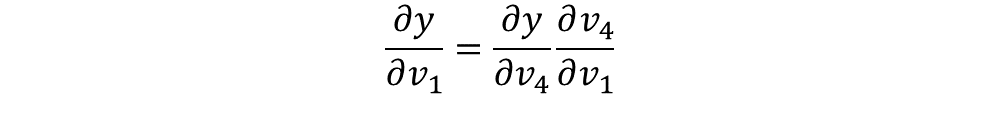 ∂y/∂v₁ = ∂y/∂v₄ ∂v₄/∂v₁